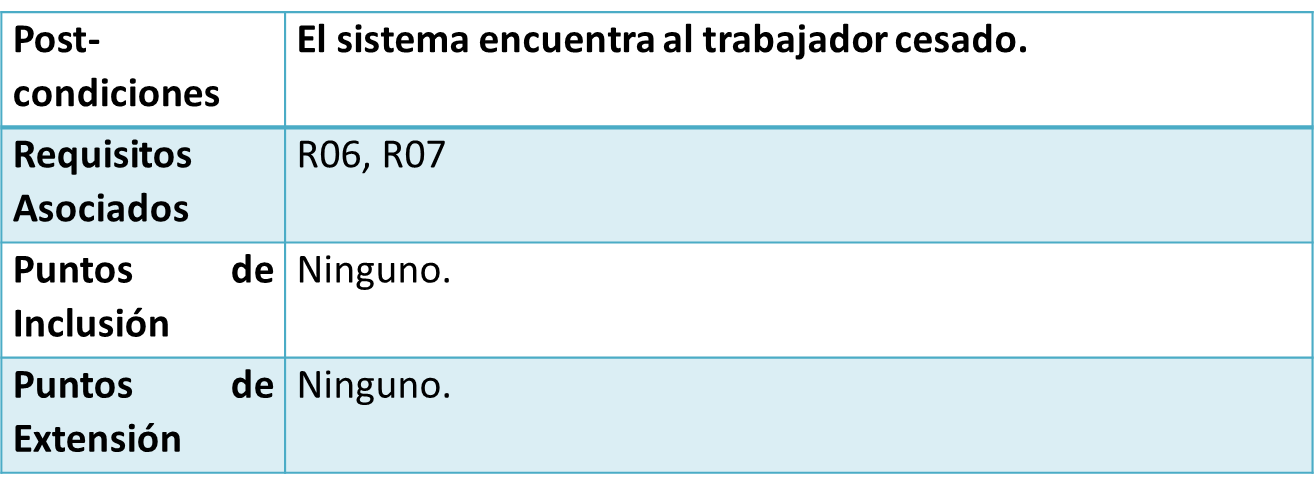 Post- El sistema encuentra al trabajador cesado.
condiciones
Requisitos R06, R07
Asociados
Puntos de Ninguno.
Inclusión
Puntos de Ninguno.
Extensión